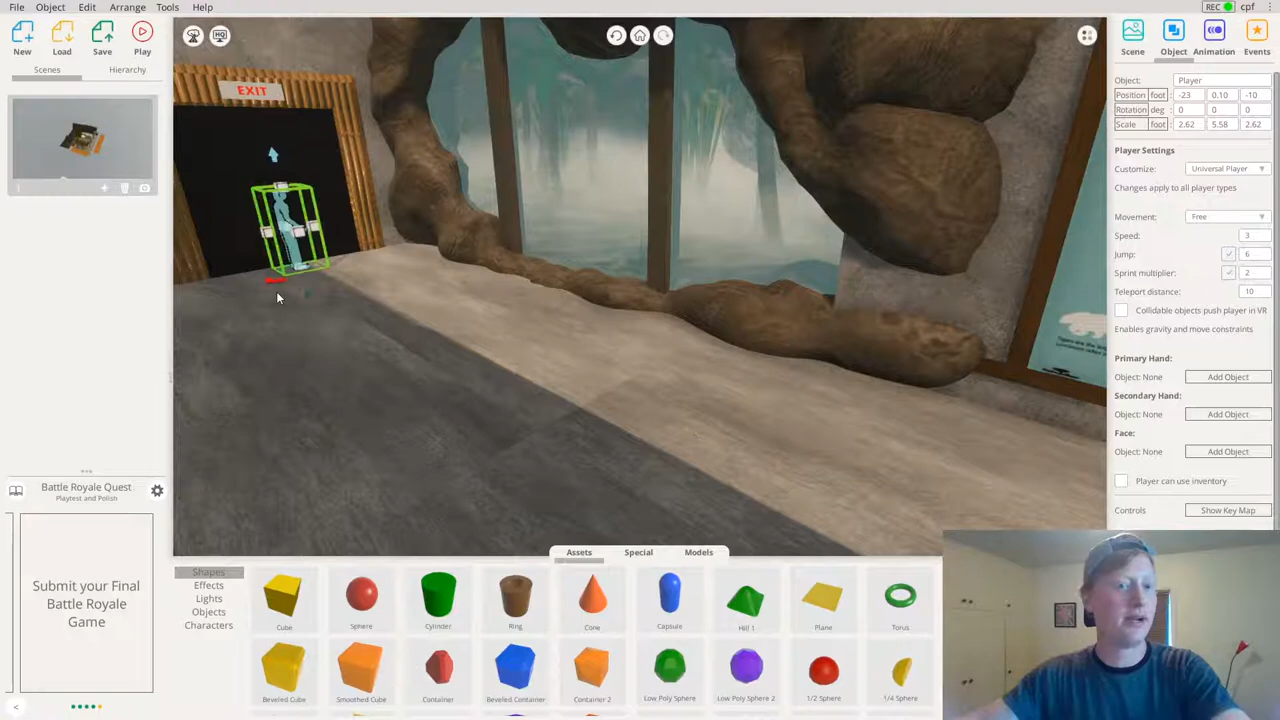 File Object Edit Arrange Tools Help
REC cpf
New Load Save Play
HQ
Scene Object Animation Events
Scenes Hierarchy
EXIT
Object: Player
Position foot : -23 0.10 -10
Rotation deg : 0 0 0
Scale foot : 2.62 5.58 2.62
Player Settings
Customize: Universal Player
Changes apply to all player types
Movement: Free
Speed: 3
Jump: 6
Sprint multiplier: 2
Teleport distance: 10
Collidable objects push player in VR
Enables gravity and move constraints
Primary Hand:
Object: None Add Object
Secondary Hand:
Object: None Add Object
Face:
Object: None Add Object
Player can use inventory
Controls Show Key Map
Battle Royale Quest
Playtest and Polish
Submit your Final
Battle Royale
Game
<
Assets Special Models
Shapes
Effects
Lights
Objects
Characters
Cube Sphere Cylinder Ring Cone Capsule Hill 1 Plane Torus
Beveled Cube Smoothed Cube Container Beveled Container Container 2 Low Poly Sphere Low Poly Sphere 2 1/2 Sphere 1/4 Sphere